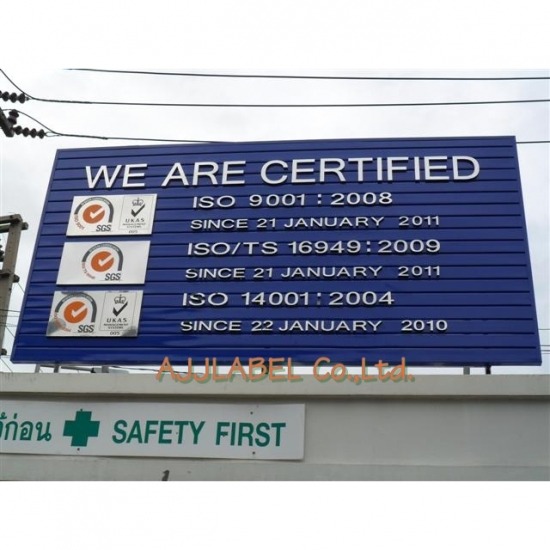 WE ARE CERTIFIED
ISO 9001:2008
SINCE 21 JANUARY 2011
SGS
UKAS
ISO/TS 16949:2009
SINCE 21 JANUARY 2011
SGS
ISO 14001:2004
SINCE 22 JANUARY 2010
SGS
UKAS
AJJLABEL Co.,Ltd.
ก่อน SAFETY FIRST